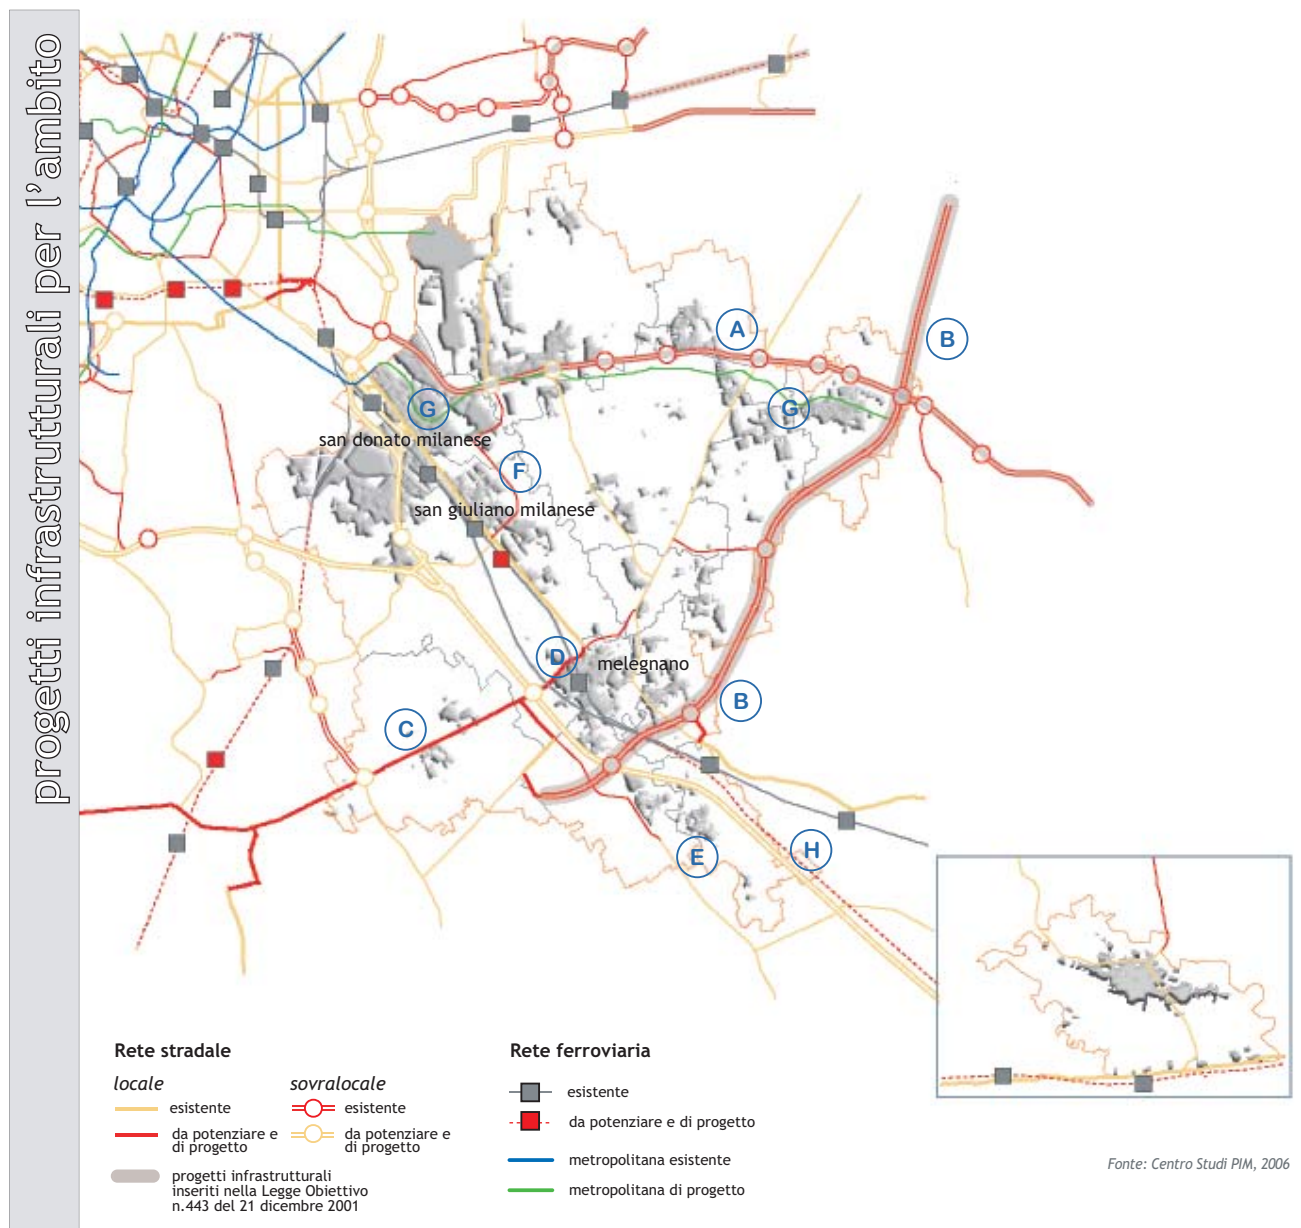 progetti infrastrutturali per l'ambito
A
B
G
G
san donato milanese
F
san giuliano milanese
D
melegnano
B
C
E
H
Rete stradale
locale
sovralocale
esistente
esistente
da potenziare e
di progetto
da potenziare e
di progetto
progetti infrastrutturali
inseriti nella Legge Obiettivo
n.443 del 21 dicembre 2001
Rete ferroviaria
esistente
da potenziare e di progetto
metropolitana esistente
metropolitana di progetto
Fonte: Centro Studi PIM, 2006